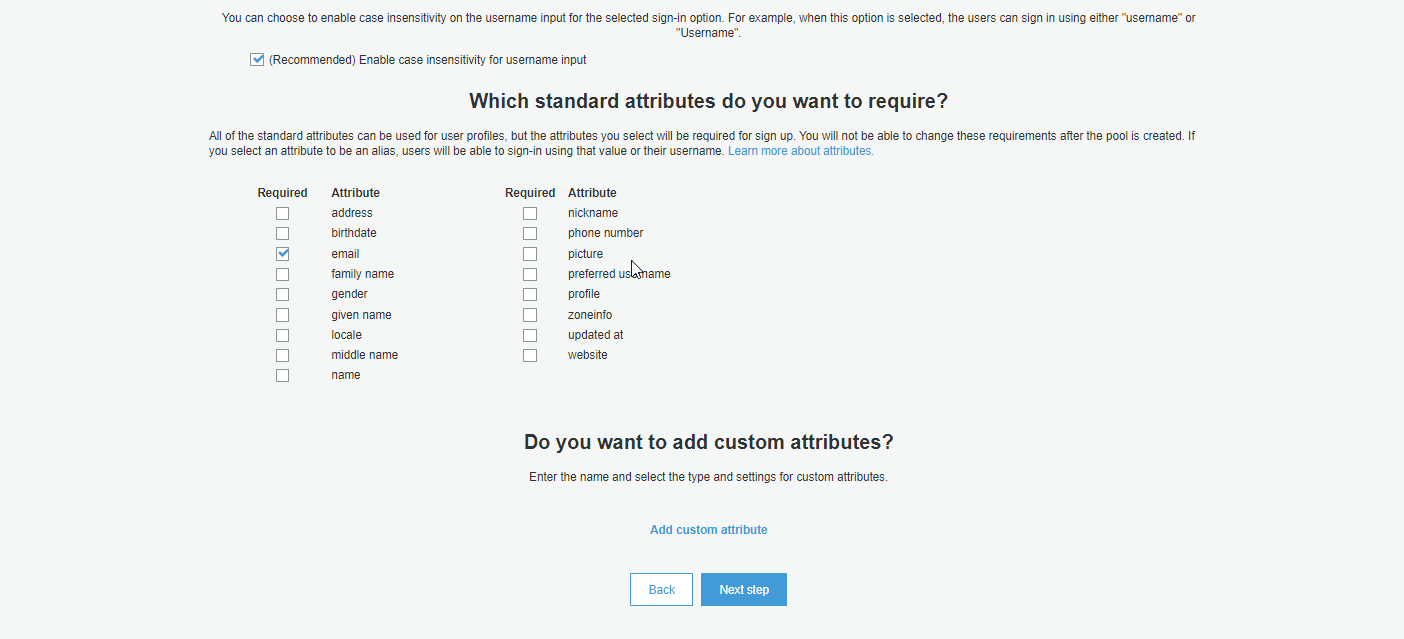 You can choose to enable case insensitivity on the username input for the selected sign-in option. For example, when this option is selected, the users can sign in using either "username" or
"Username".
(Recommended) Enable case insensitivity for username input
Which standard attributes do you want to require?
All of the standard attributes can be used for user profiles, but the attributes you select will be required for sign up. You will not be able to change these requirements after the pool is created. If
you select an attribute to be an alias, users will be able to sign-in using that value or their username. Learn more about attributes.
Required Attribute
address
birthdate
email
family name
gender
given name
locale
middle name
name
Required Attribute
nickname
phone number
picture
preferred username
profile
zoneinfo
updated at
website
Do you want to add custom attributes?
Enter the name and select the type and settings for custom attributes.
Add custom attribute
Back Next step